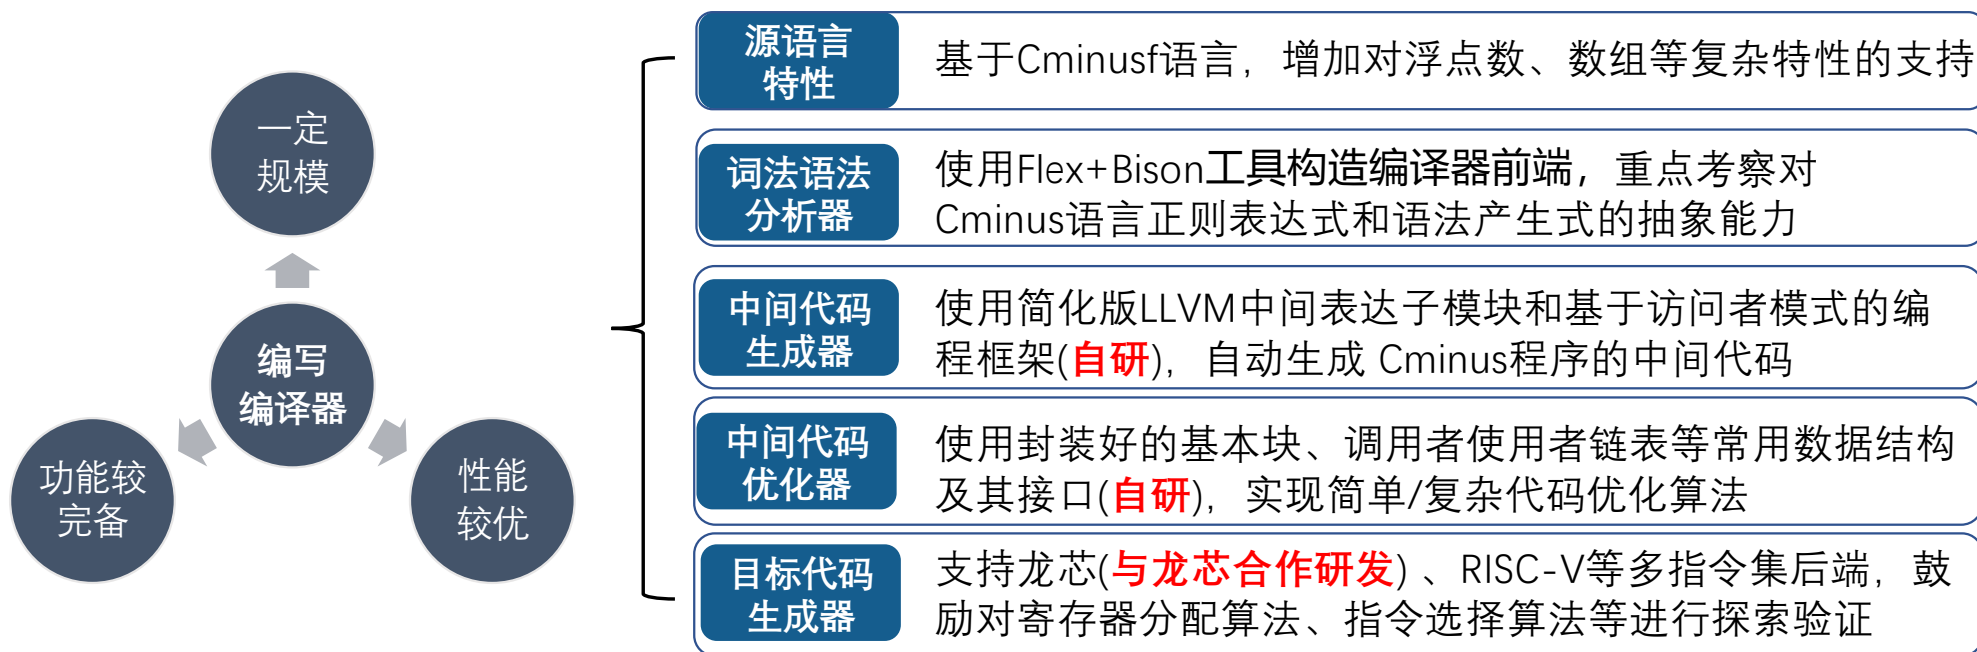 一定
规模
编写
编译器
功能较
完备
性能
较优
源语言
特性
基于Cminusf语言，增加对浮点数、数组等复杂特性的支持
词法语法
分析器
使用Flex+Bison工具构造编译器前端，重点考察对
Cminus语言正则表达式和语法产生式的抽象能力
中间代码
生成器
使用简化版LLVM中间表达子模块和基于访问者模式的编
程框架(自研)，自动生成 Cminus程序的中间代码
中间代码
优化器
使用封装好的基本块、调用者使用者链表等常用数据结构
及其接口(自研)，实现简单/复杂代码优化算法
目标代码
生成器
支持龙芯(与龙芯合作研发) 、RISC-V等多指令集后端，鼓
励对寄存器分配算法、指令选择算法等进行探索验证